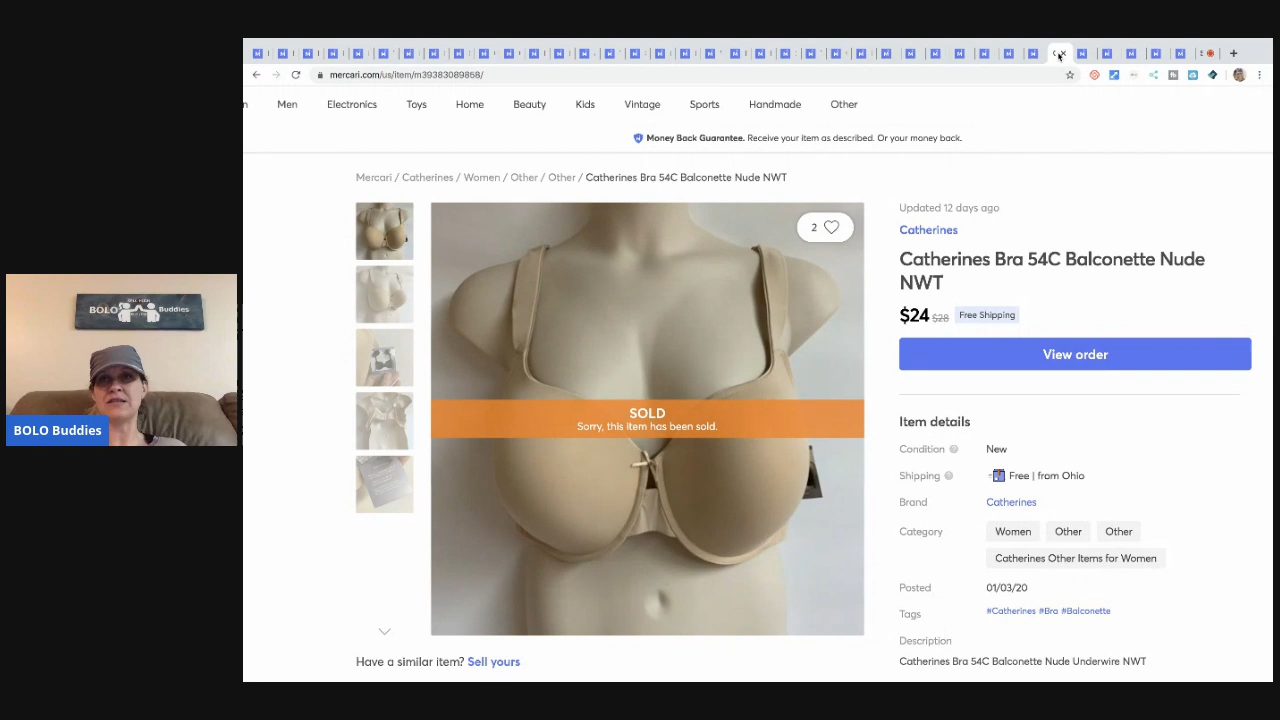 mercari.com/us/item/m39383089868/
Men Electronics Toys Home Beauty Kids Vintage Sports Handmade Other
Money Back Guarantee. Receive your item as described. Or your money back.
Mercari / Catherines / Women / Other / Other / Catherines Bra 54C Balconette Nude NWT
2
Updated 12 days ago
Catherines
Catherines Bra 54C Balconette Nude
NWT
$24 $28 Free Shipping
View order
SOLD
Sorry, this item has been sold.
Item details
Condition New
Shipping Free | from Ohio
Brand Catherines
Category Women Other Other
Catherines Other Items for Women
Posted 01/03/20
Tags #Catherines #Bra #Balconette
Description
Catherines Bra 54C Balconette Nude Underwire NWT
Have a similar item? Sell yours
BOLO Buddies
BOLO Buddies